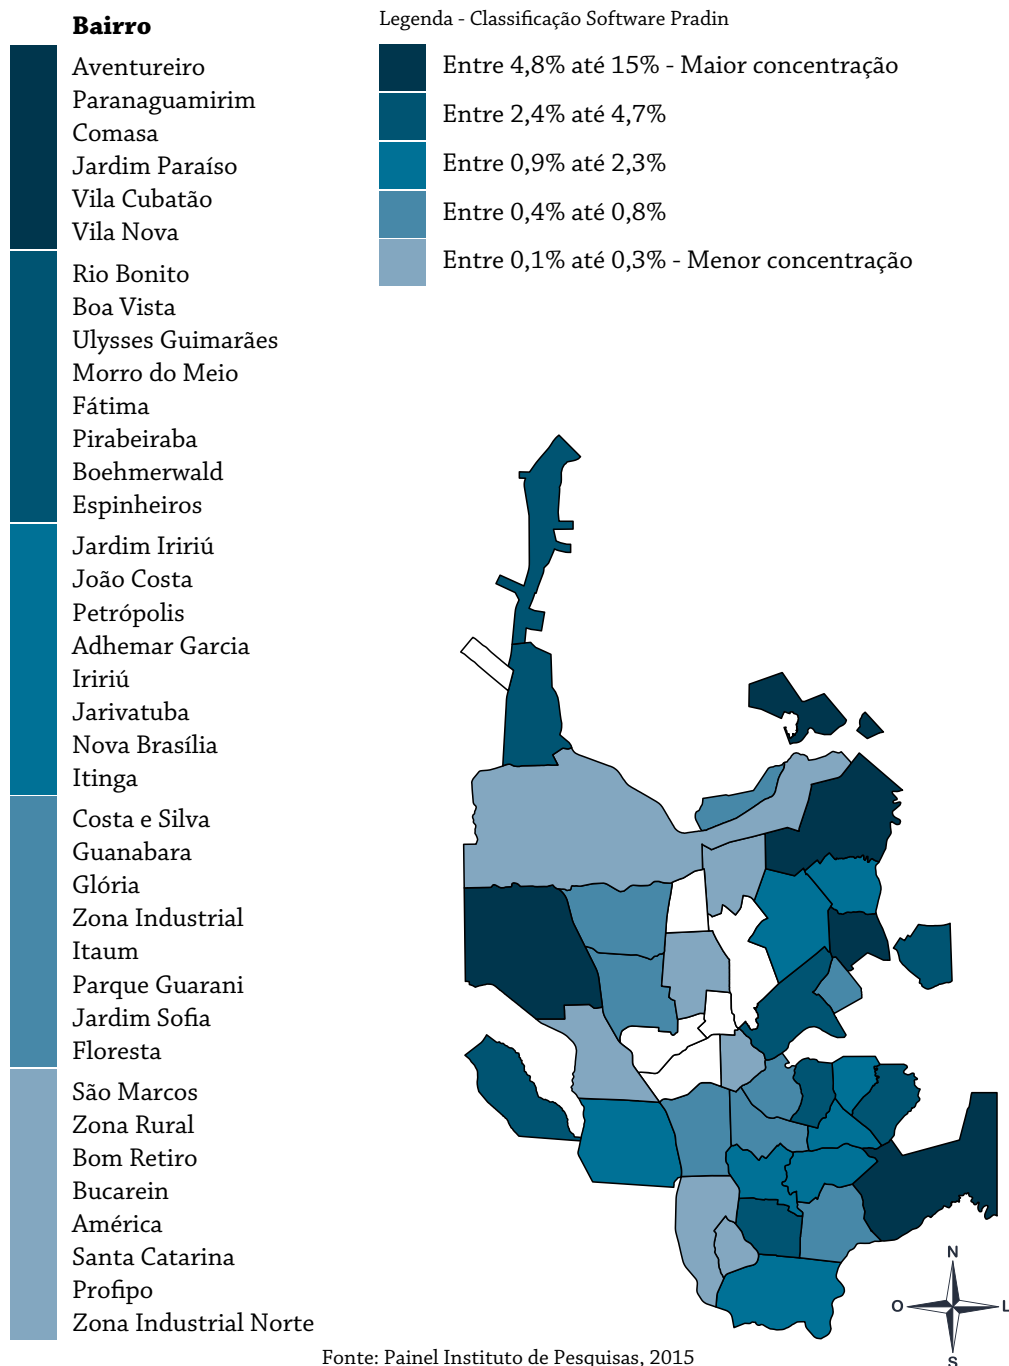 Bairro
Aventureiro
Paranaguamirim
Comasa
Jardim Paraíso
Vila Cubatão
Vila Nova
Rio Bonito
Boa Vista
Ulysses Guimarães
Morro do Meio
Fátima
Pirabeiraba
Boehmerwald
Espinheiros
Jardim Iririú
João Costa
Petrópolis
Adhemar Garcia
Iririú
Jarivatuba
Nova Brasília
Itinga
Costa e Silva
Guanabara
Glória
Zona Industrial
Itaum
Parque Guarani
Jardim Sofia
Floresta
São Marcos
Zona Rural
Bom Retiro
Bucarein
América
Santa Catarina
Profipo
Zona Industrial Norte
Legenda - Classificação Software Pradin
Entre 4,8% até 15% - Maior concentração
Entre 2,4% até 4,7%
Entre 0,9% até 2,3%
Entre 0,4% até 0,8%
Entre 0,1% até 0,3% - Menor concentração
N
O
L
S
Fonte: Painel Instituto de Pesquisas, 2015